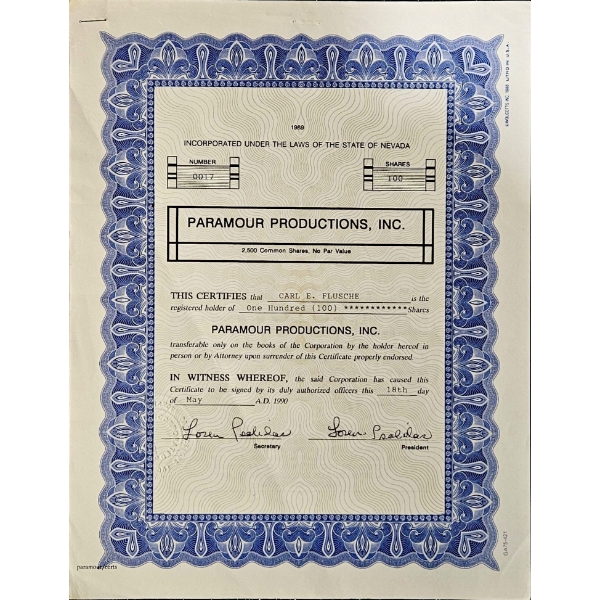 1989
INCORPORATED UNDER THE LAWS OF THE STATE OF NEVADA
NUMBER
0017
SHARES
100
PARAMOUR PRODUCTIONS, INC.
2,500 Common Shares, No Par Value
THIS CERTIFIES that CARL E. FLUSCHE is the
registered holder of One Hundred (100) ************Shares
PARAMOUR PRODUCTIONS, INC.
transferable only on the books of the Corporation by the holder hereof in
person or by Attorney upon surrender of this Certificate properly endorsed.
IN WITNESS WHEREOF, the said Corporation has caused this
Certificate to be signed by its duly authorized officers this 18th day
of May A.D. 1990
Loren Psalidas Loren Psalidas
Secretary President